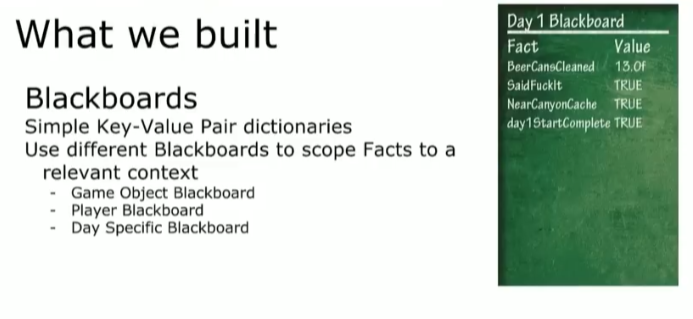 What we built
Blackboards
Simple Key-Value Pair dictionaries
Use different Blackboards to scope Facts to a
relevant context
- Game Object Blackboard
- Player Blackboard
- Day Specific Blackboard
Day 1 Blackboard
Fact Value
BeerCansCleaned 13.0f
SaidFuckIt TRUE
NearCanyonCache TRUE
day1StartComplete TRUE